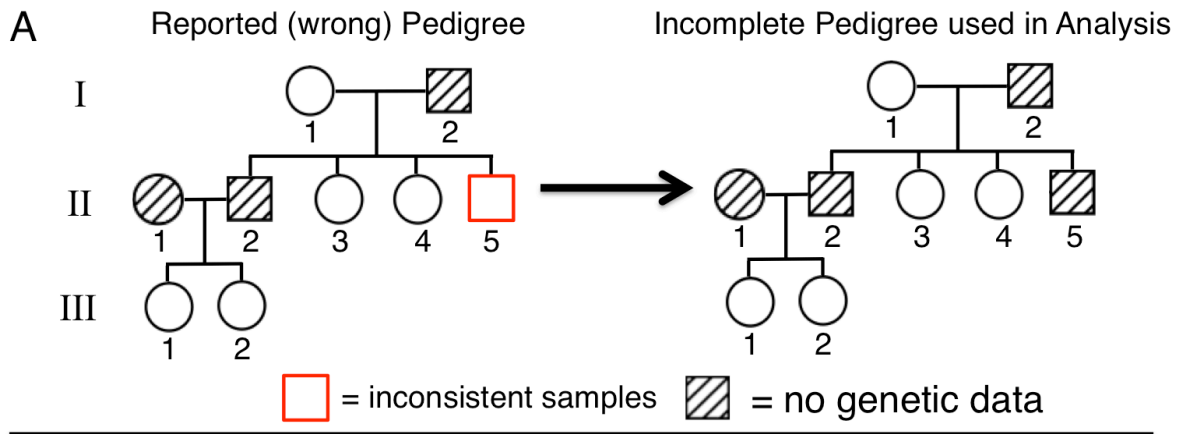 A
Reported (wrong) Pedigree
Incomplete Pedigree used in Analysis
I
1 2
1 2
II
1 2 3 4 5
1 2 3 4 5
III
1 2
1 2
= inconsistent samples
= no genetic data